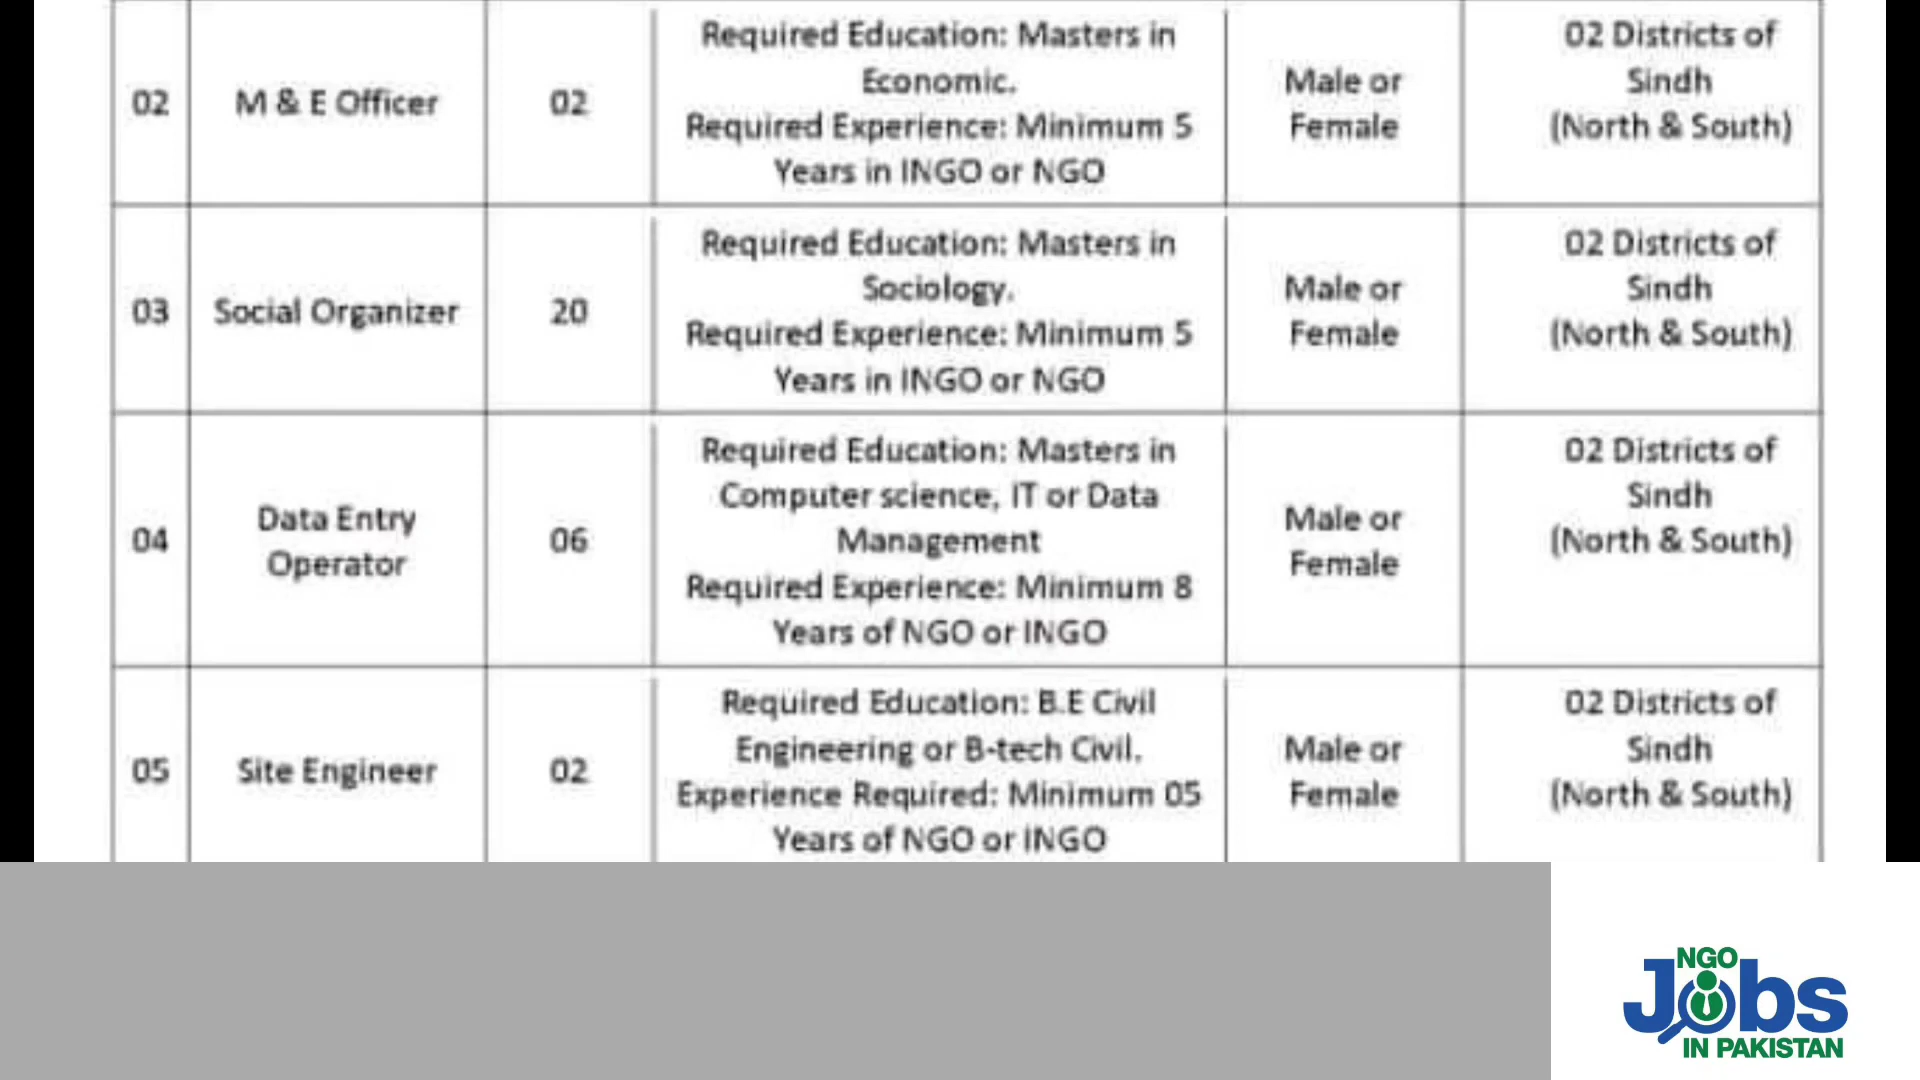 02
M & E Officer
02
Required Education: Masters in
Economic.
Required Experience: Minimum 5
Years in INGO or NGO
Male or
Female
02 Districts of
Sindh
(North & South)
03
Social Organizer
20
Required Education: Masters in
Sociology.
Required Experience: Minimum 5
Years in INGO or NGO
Male or
Female
02 Districts of
Sindh
(North & South)
04
Data Entry
Operator
06
Required Education: Masters in
Computer science, IT or Data
Management
Required Experience: Minimum 8
Years of NGO or INGO
Male or
Female
02 Districts of
Sindh
(North & South)
05
Site Engineer
02
Required Education: B.E Civil
Engineering or B-tech Civil.
Experience Required: Minimum 05
Years of NGO or INGO
Male or
Female
02 Districts of
Sindh
(North & South)
NGO
Jobs
IN PAKISTAN